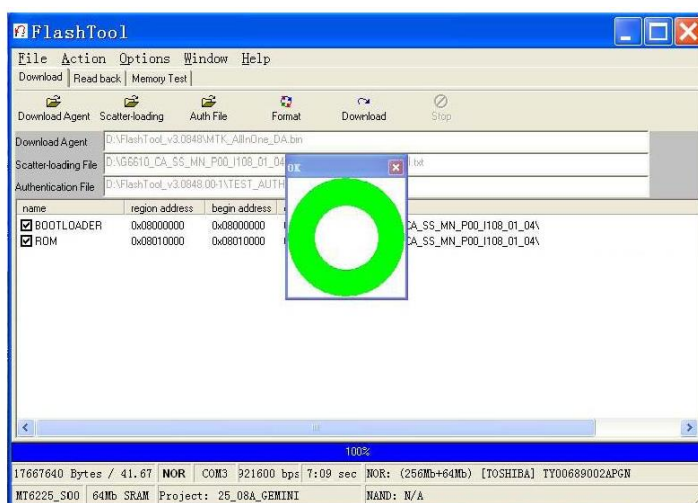 FlashTool
File Action Options Window Help
Download Read back Memory Test
Download Agent Scatter-loading Auth File Format Download Stop
Download Agent D:\FlashTool_v3.0848\MTK_AllInOne_DA.bin
Scatter-loading File D:\G6610_CA_SS_MN_P00_I108_01_04 .txt
Authentication File D:\FlashTool_v3.0848.00-1\TEST_AUTH
OK
name region address begin address
BOOTLOADER 0x08000000 0x08000000 CA_SS_MN_P00_I108_01_04\
ROM 0x08010000 0x08010000 CA_SS_MN_P00_I108_01_04\
100%
17667640 Bytes / 41.67 NOR COM3 921600 bps 7:09 sec NOR: (256Mb+64Mb) [TOSHIBA] TY00689002APGN
MT6225_S00 64Mb SRAM Project: 25_08A_GEMINI NAND: N/A